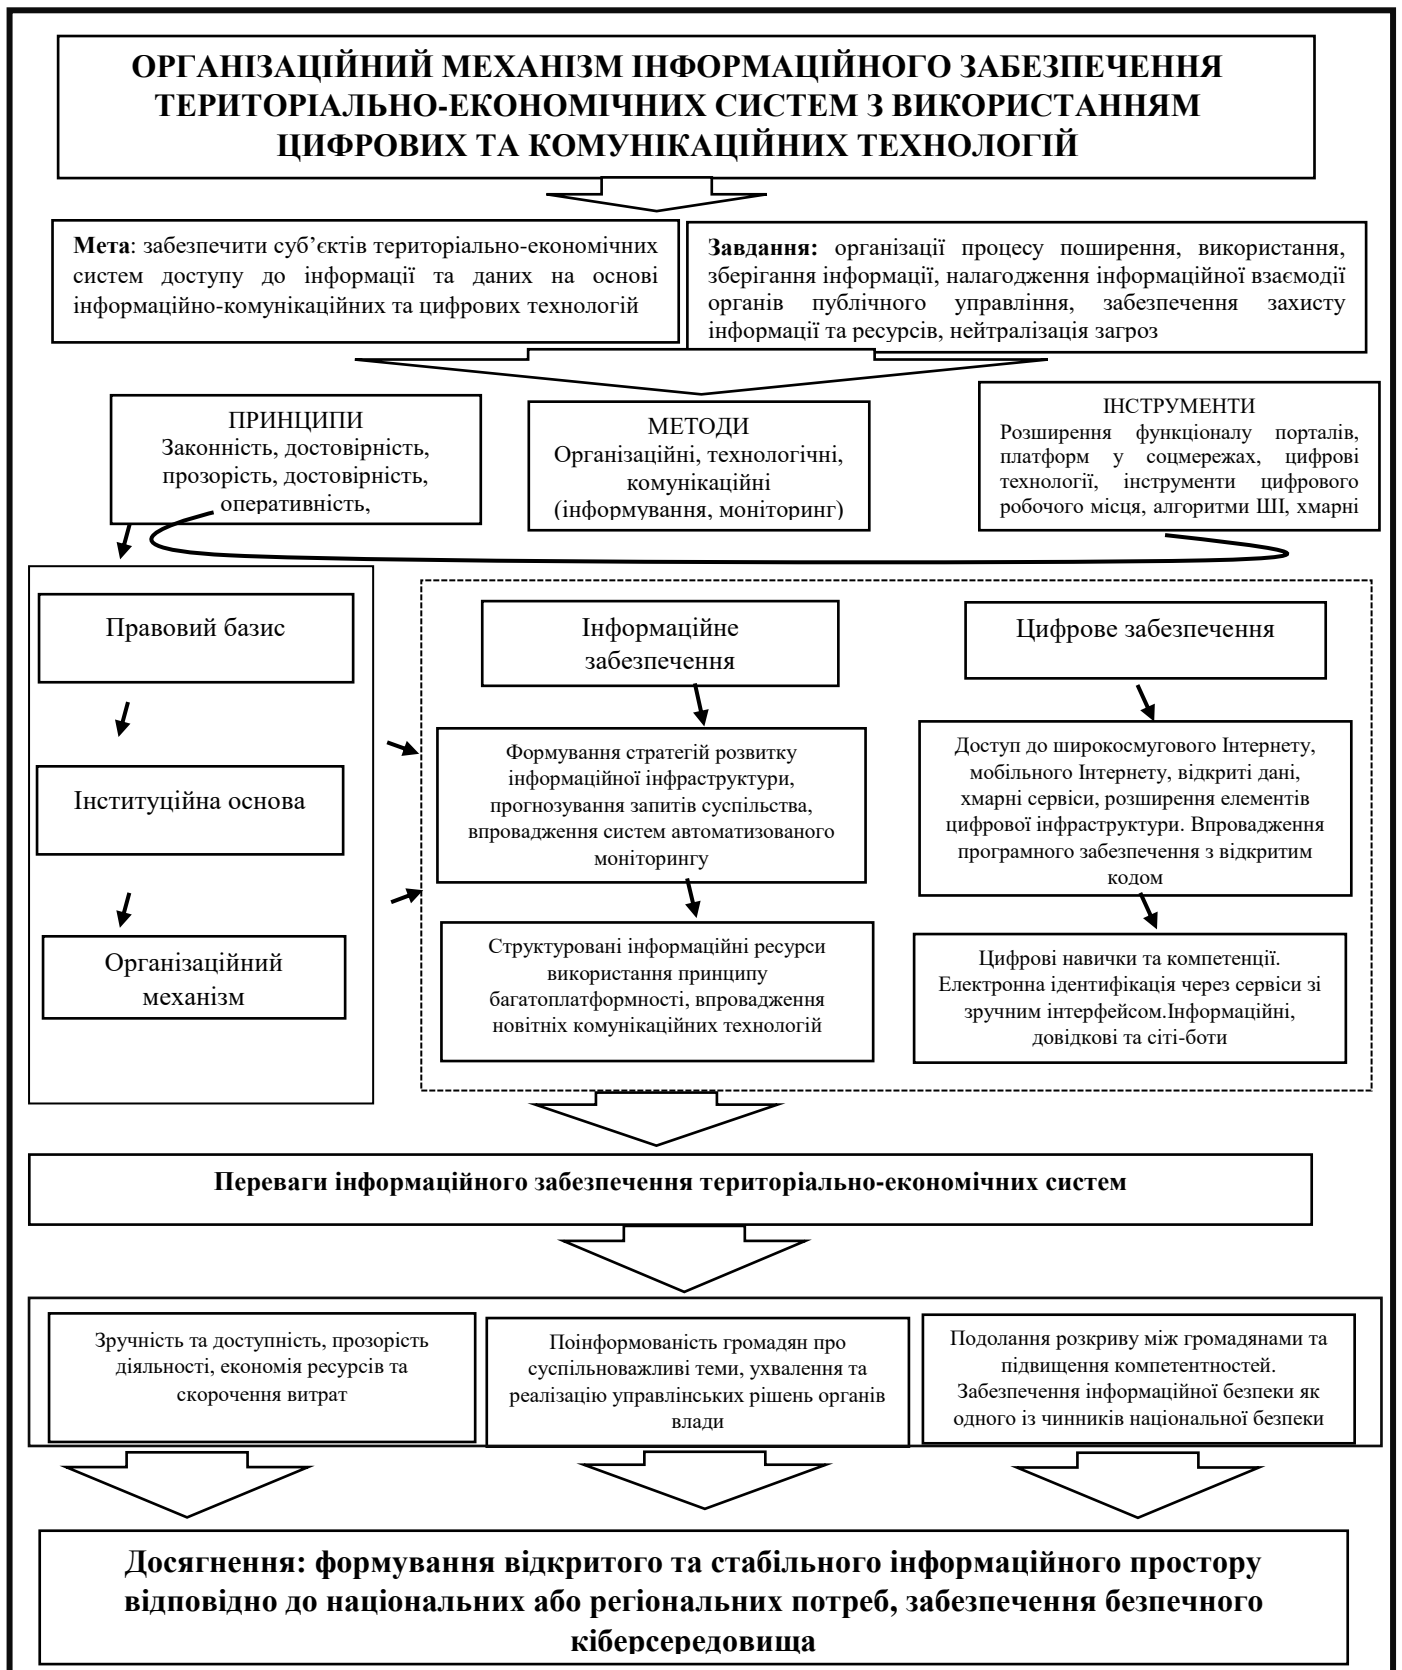 ОРГАНІЗАЦІЙНИЙ МЕХАНІЗМ ІНФОРМАЦІЙНОГО ЗАБЕЗПЕЧЕННЯ
ТЕРИТОРІАЛЬНО-ЕКОНОМІЧНИХ СИСТЕМ З ВИКОРИСТАННЯМ
ЦИФРОВИХ ТА КОМУНІКАЦІЙНИХ ТЕХНОЛОГІЙ
Мета: забезпечити суб’єктів територіально-економічних
систем доступу до інформації та даних на основі
інформаційно-комунікаційних та цифрових технологій
Завдання: організації процесу поширення, використання,
зберігання інформації, налагодження інформаційної взаємодії
органів публічного управління, забезпечення захисту
інформації та ресурсів, нейтралізація загроз
ПРИНЦИПИ
Законність, достовірність,
прозорість, достовірність,
оперативність,
МЕТОДИ
Організаційні, технологічні,
комунікаційні
(інформування, моніторинг)
ІНСТРУМЕНТИ
Розширення функціоналу порталів,
платформ у соцмережах, цифрові
технології, інструменти цифрового
робочого місця, алгоритми ШІ, хмарні
Правовий базис
Інституційна основа
Організаційний
механізм
Інформаційне
забезпечення
Формування стратегій розвитку
інформаційної інфраструктури,
прогнозування запитів суспільства,
впровадження систем автоматизованого
моніторингу
Структуровані інформаційні ресурси
використання принципу
багатоплатформності, впровадження
новітніх комунікаційних технологій
Цифрове забезпечення
Доступ до широкосмугового Інтернету,
мобільного Інтернету, відкриті дані,
хмарні сервіси, розширення елементів
цифрової інфраструктури. Впровадження
програмного забезпечення з відкритим
кодом
Цифрові навички та компетенції.
Електронна ідентифікація через сервіси зі
зручним інтерфейсом.Інформаційні,
довідкові та сіті-боти
Переваги інформаційного забезпечення територіально-економічних систем
Зручність та доступність, прозорість
діяльності, економія ресурсів та
скорочення витрат
Поінформованість громадян про
суспільноважливі теми, ухвалення та
реалізацію управлінських рішень органів
влади
Подолання розкриву між громадянами та
підвищення компетентностей.
Забезпечення інформаційної безпеки як
одного із чинників національної безпеки
Досягнення: формування відкритого та стабільного інформаційного простору
відповідно до національних або регіональних потреб, забезпечення безпечного
кіберсередовища